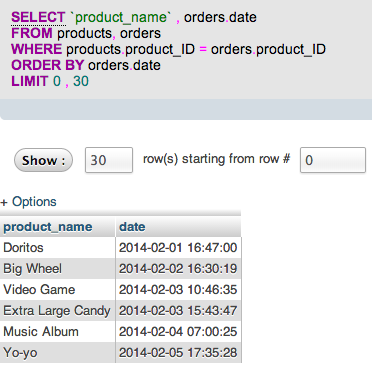 SELECT `product_name` , orders.date
FROM products, orders
WHERE products.product_ID = orders.product_ID
ORDER BY orders.date
LIMIT 0 , 30
Show : 30 row(s) starting from row # 0
+ Options
product_name date
Doritos 2014-02-01 16:47:00
Big Wheel 2014-02-02 16:30:19
Video Game 2014-02-03 10:46:35
Extra Large Candy 2014-02-03 15:43:47
Music Album 2014-02-04 07:00:25
Yo-yo 2014-02-05 17:35:28